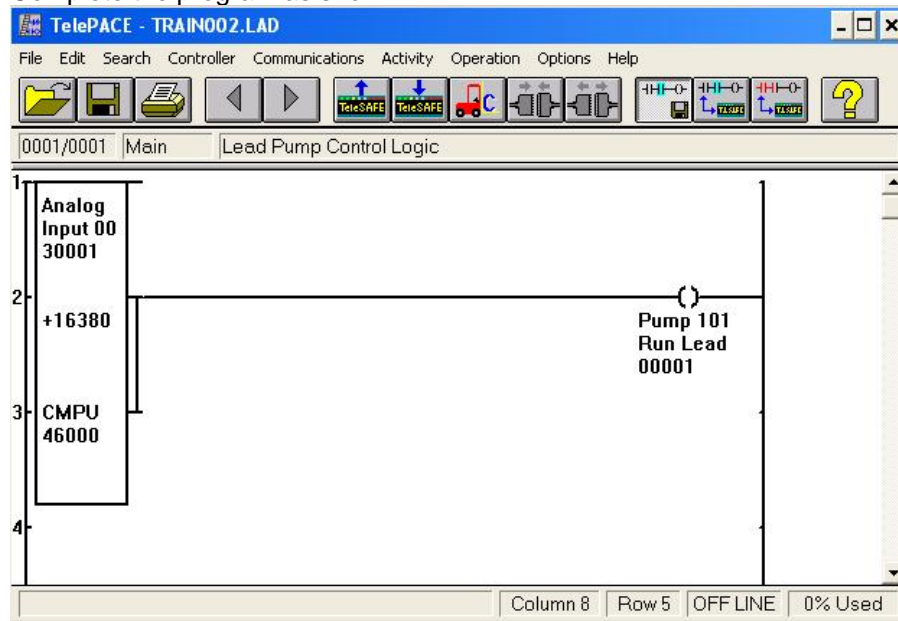 TelePACE - TRAIN002.LAD
File Edit Search Controller Communications Activity Operation Options Help
TeleSAFE TeleSAFE C TLSAFE TLSAFE ?
0001/0001 Main Lead Pump Control Logic
1
Analog
Input 00
30001
2
+16380
Pump 101
Run Lead
00001
3 CMPU
46000
4
Column 8 Row 5 OFF LINE 0% Used